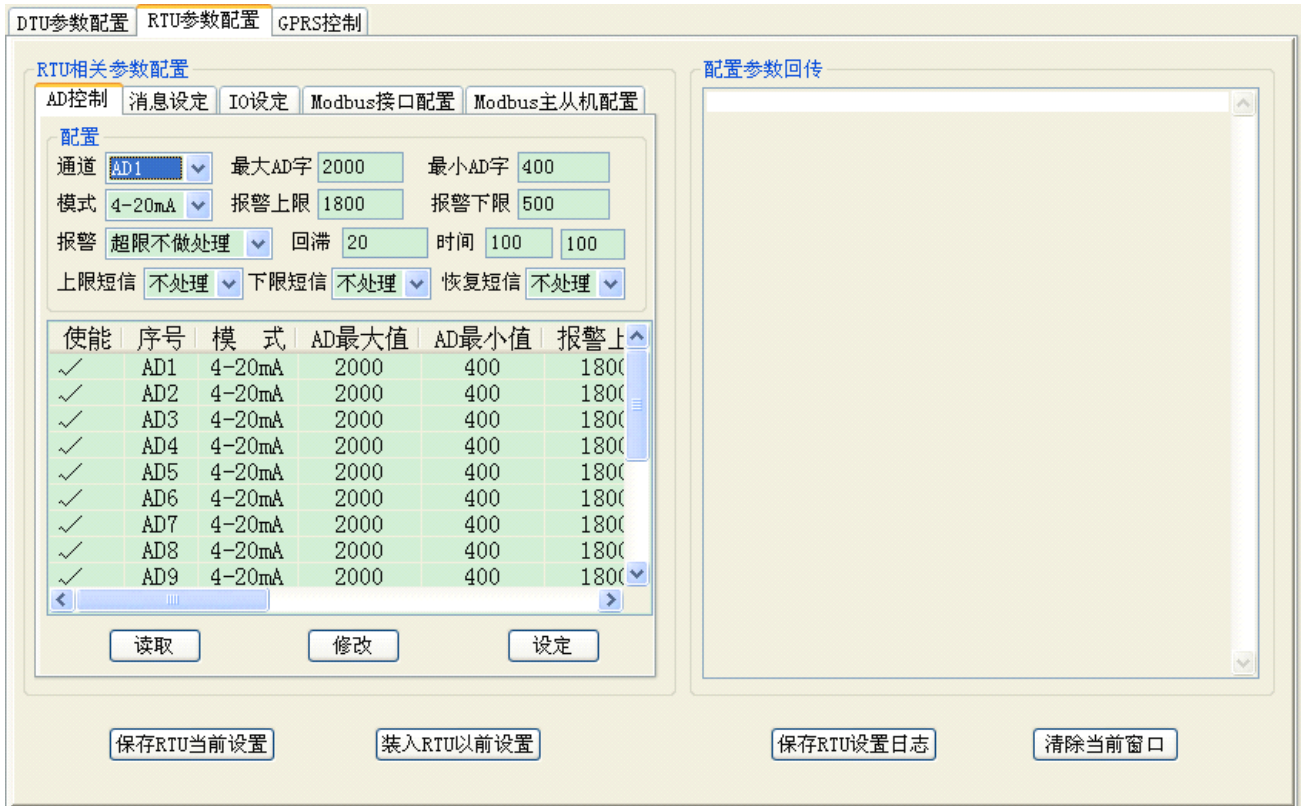 DTU参数配置 RTU参数配置 GPRS控制
RTU相关参数配置
AD控制 消息设定 IO设定 Modbus接口配置 Modbus主从机配置
配置
通道 AD1 最大AD字 2000 最小AD字 400
模式 4-20mA 报警上限 1800 报警下限 500
报警 超限不做处理 回滞 20 时间 100 100
上限短信 不处理 下限短信 不处理 恢复短信 不处理
使能 序号 模 式 AD最大值 AD最小值 报警上
AD1 4-20mA 2000 400 1800
AD2 4-20mA 2000 400 1800
AD3 4-20mA 2000 400 1800
AD4 4-20mA 2000 400 1800
AD5 4-20mA 2000 400 1800
AD6 4-20mA 2000 400 1800
AD7 4-20mA 2000 400 1800
AD8 4-20mA 2000 400 1800
AD9 4-20mA 2000 400 1800
读取 修改 设定
保存RTU当前设置 装入RTU以前设置
配置参数回传
保存RTU设置日志 清除当前窗口